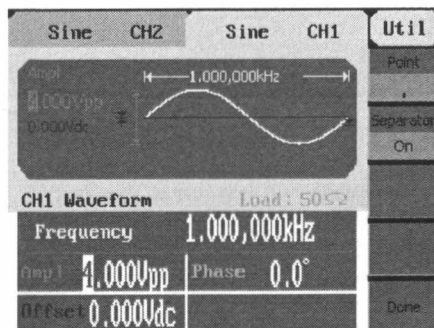 Sine CH2 Sine CH1 Util
Point
.
Ampl
1.000,000kHz
4.000Vpp
0.000Vdc
Separator
On
CH1 Waveform Load: 50Ω
Frequency 1.000,000kHz
Ampl 4.000Vpp Phase 0.0°
Offset 0.000Vdc
Done